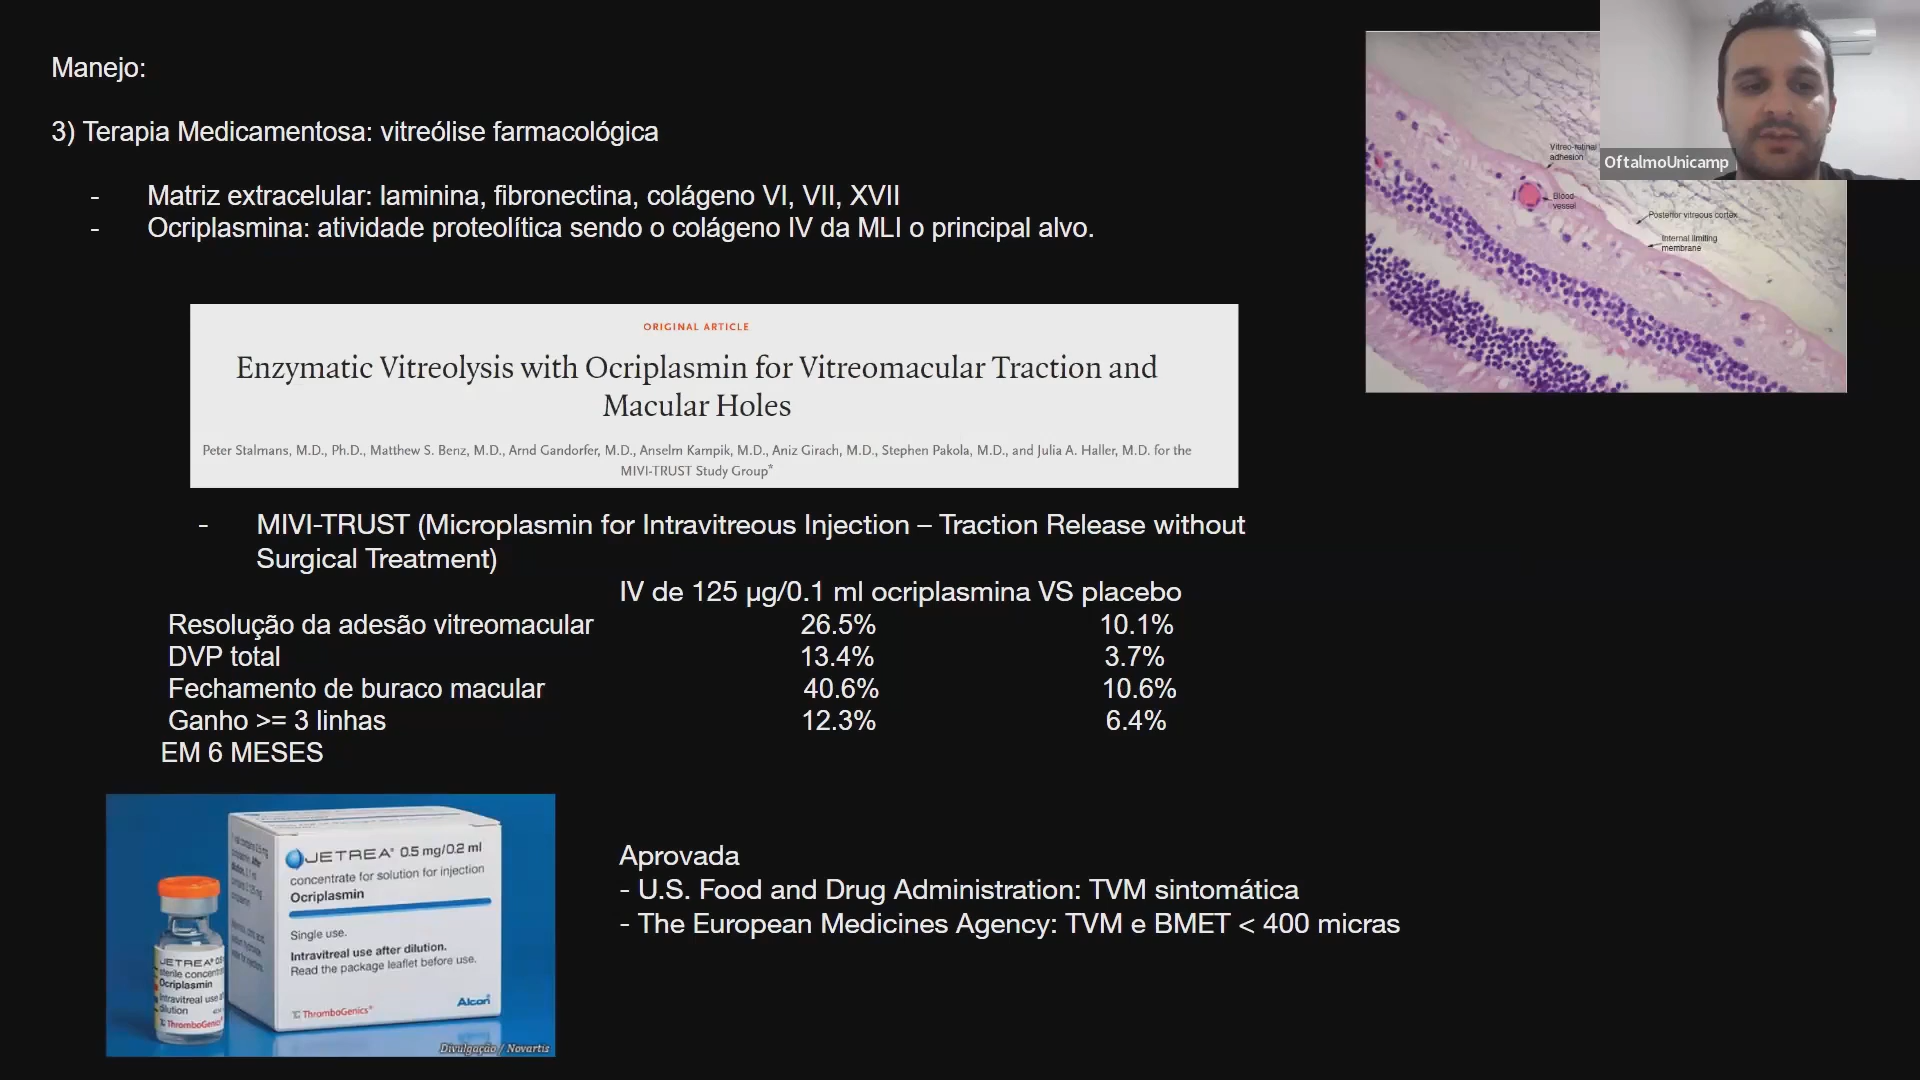 Manejo:
3) Terapia Medicamentosa: vitreólise farmacológica
- Matriz extracelular: laminina, fibronectina, colágeno VI, VII, XVII
- Ocriplasmina: atividade proteolítica sendo o colágeno IV da MLI o principal alvo.
Vitreo-retinal
adhesion
Blood
vessel
Posterior vitreous cortex
Internal limiting
membrane
OftalmoUnicamp
ORIGINAL ARTICLE
Enzymatic Vitreolysis with Ocriplasmin for Vitreomacular Traction and
Macular Holes
Peter Stalmans, M.D., Ph.D., Matthew S. Benz, M.D., Arnd Gandorfer, M.D., Anselm Kampik, M.D., Aniz Girach, M.D., Stephen Pakola, M.D., and Julia A. Haller, M.D. for the
MIVI-TRUST Study Group*
- MIVI-TRUST (Microplasmin for Intravitreous Injection – Traction Release without
Surgical Treatment)
IV de 125 µg/0.1 ml ocriplasmina VS placebo
Resolução da adesão vitreomacular 26.5% 10.1%
DVP total 13.4% 3.7%
Fechamento de buraco macular 40.6% 10.6%
Ganho >= 3 linhas 12.3% 6.4%
EM 6 MESES
JETREA® 0.5 mg/0.2 ml
concentrate for solution for injection
Ocriplasmin
Single use.
Intravitreal use after dilution.
Read the package leaflet before use.
ThromboGenics®
Alcon
JETREA®
sterile concentrate
Ocriplasmin
Intravitreal use
dilution
ThromboGenics
Divulgação / Novartis
Aprovada
- U.S. Food and Drug Administration: TVM sintomática
- The European Medicines Agency: TVM e BMET < 400 micras